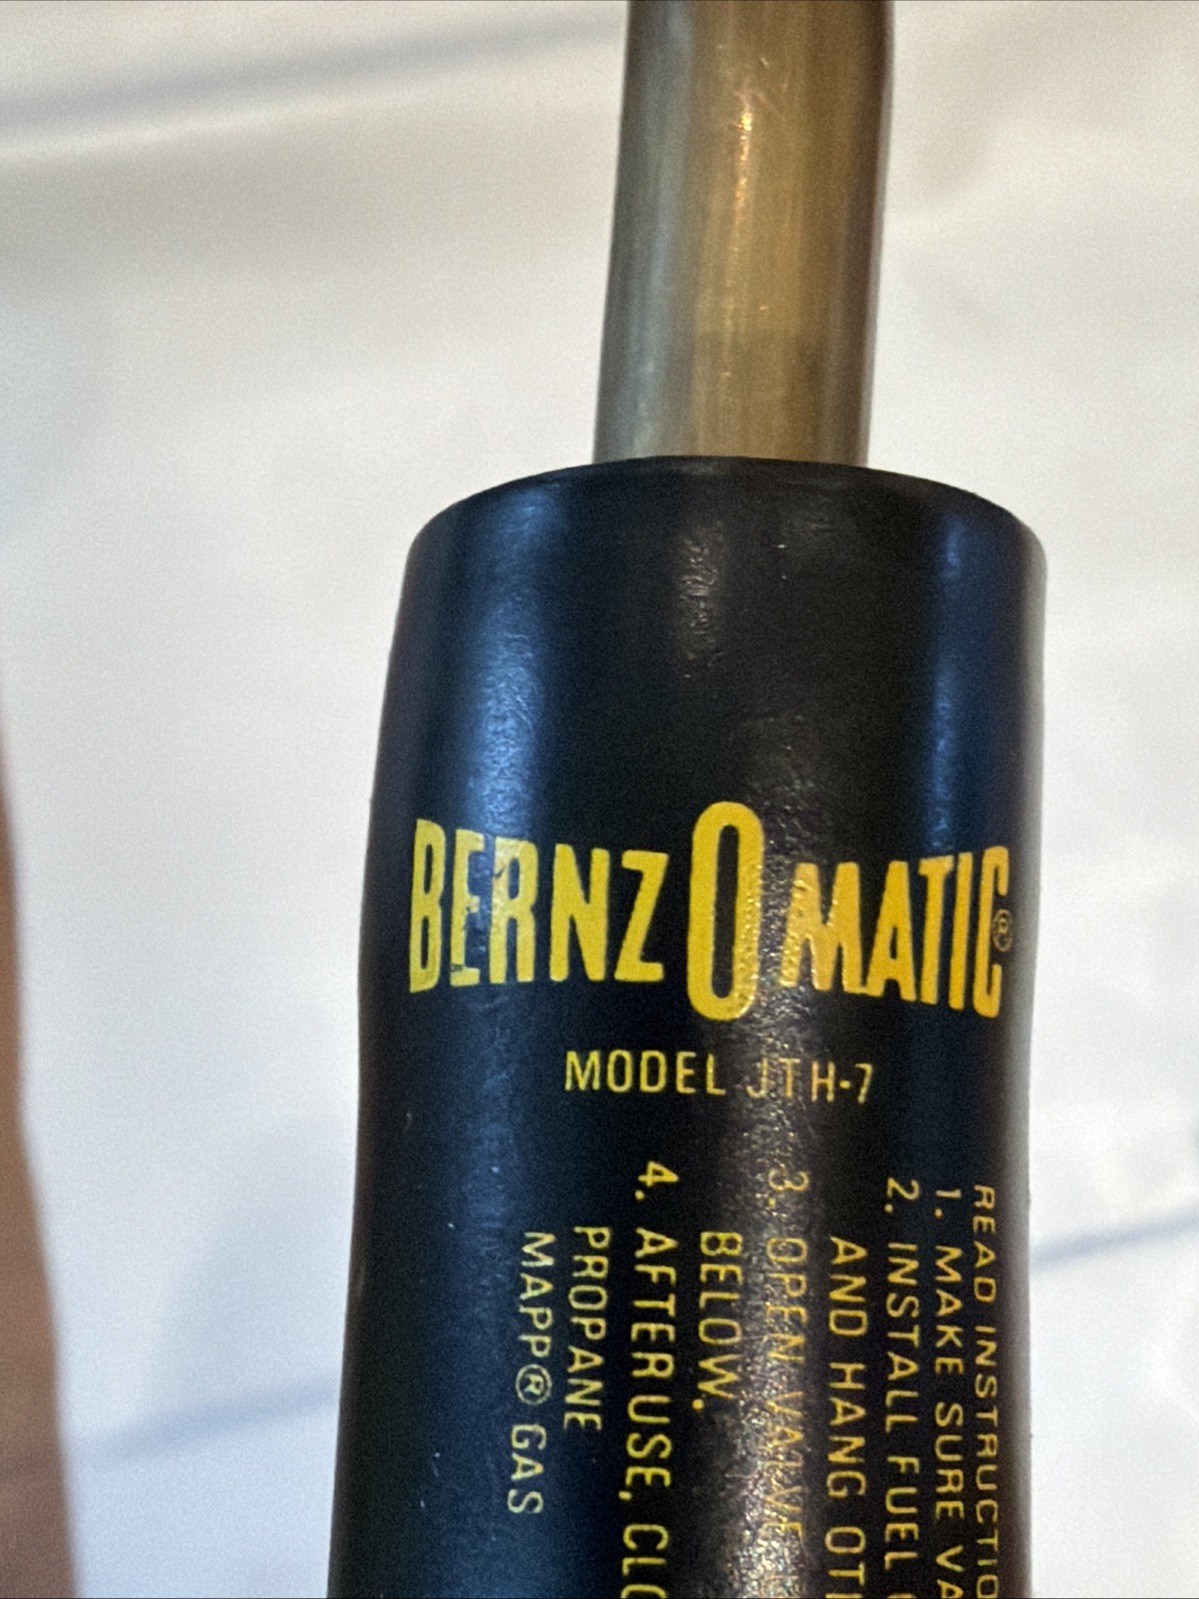 BERNZOMATIC®
MODEL JTH-7
READ INSTRUCTIO
1. MAKE SURE VA
2. INSTALL FUEL
AND HANG OT
3. OPEN VALVE
BELOW.
4. AFTER USE, CLO
PROPANE
MAPP® GAS